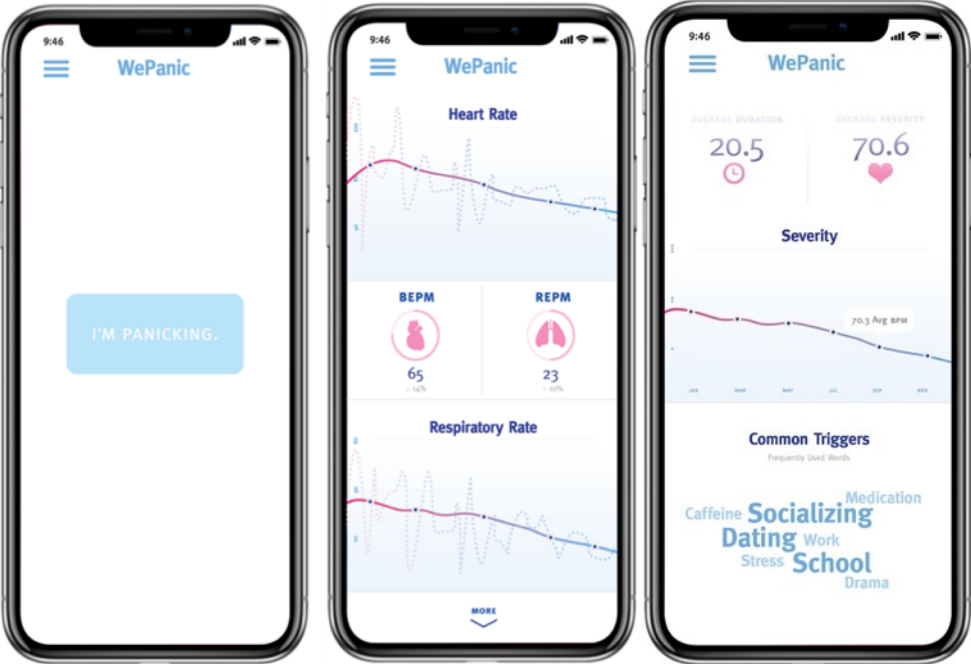 9:46
WePanic
I'M PANICKING.
9:46
WePanic
Heart Rate
BEPM
REPM
65
23
- 14%
- 10%
Respiratory Rate
MORE
9:46
WePanic
AVERAGE DURATION
AVERAGE SEVERITY
20.5
70.6
Severity
70.3 Avg BPM
JAN MAR MAY JUL SEP NOV
Common Triggers
Frequently Used Words
Medication
Caffeine Socializing
Dating Work
Stress School
Drama